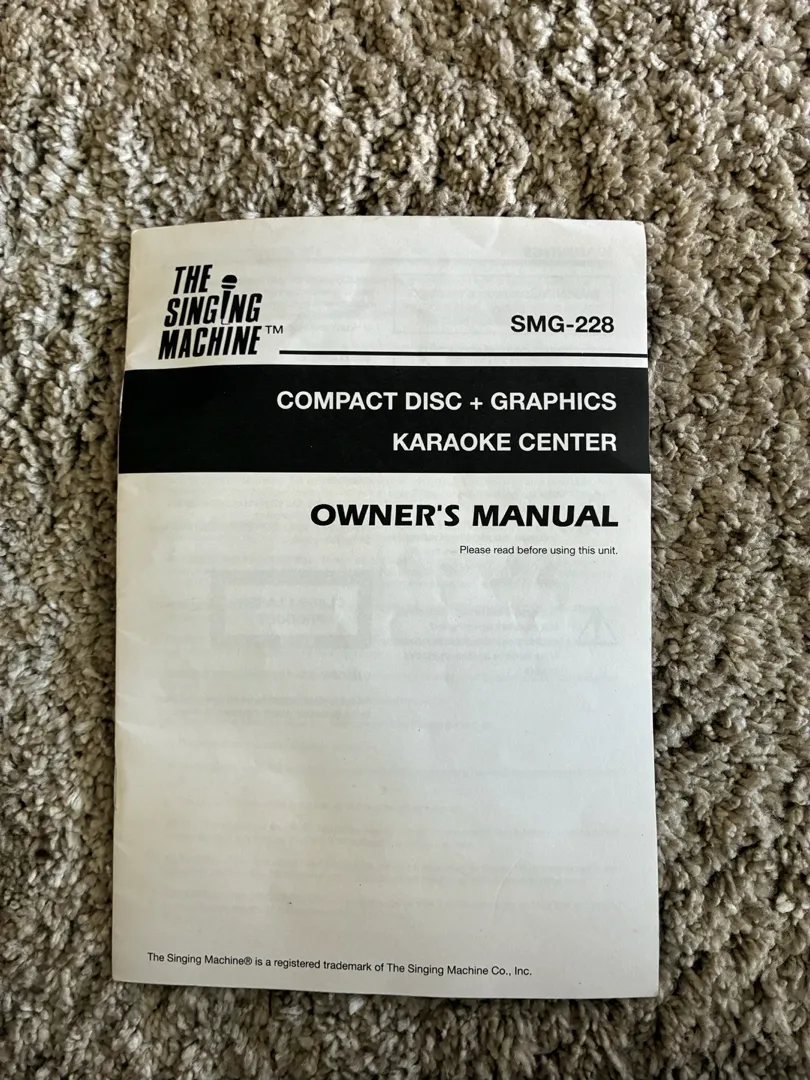 THE
SINGING
MACHINE™
SMG-228
COMPACT DISC + GRAPHICS
KARAOKE CENTER
OWNER'S MANUAL
Please read before using this unit.
The Singing Machine® is a registered trademark of The Singing Machine Co., Inc.